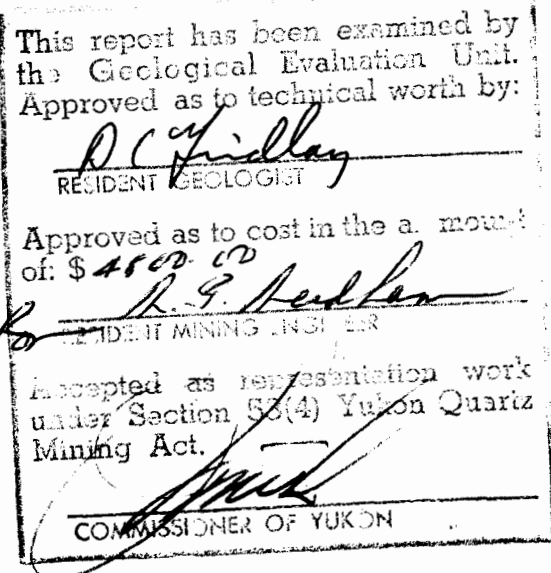 This report has been examined by
the Geological Evaluation Unit.
Approved as to technical worth by:
D C Findlay
RESIDENT GEOLOGIST
Approved as to cost in the a. mount
of: $ 4800.00
RESIDENT MINING ENGINEER
Accepted as representation work
under Section 53(4) Yukon Quartz
Mining Act.
COMMISSIONER OF YUKON